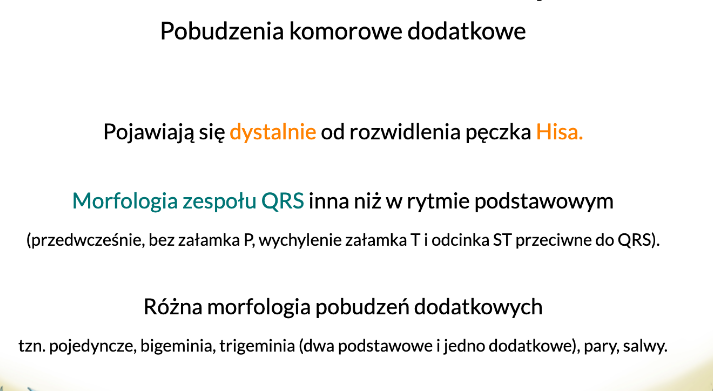 Pobudzenia komorowe dodatkowe
Pojawiają się dystalnie od rozwidlenia pęczka Hisa.
Morfologia zespołu QRS inna niż w rytmie podstawowym
(przedwcześnie, bez załamka P, wychylenie załamka T i odcinka ST przeciwne do QRS).
Różna morfologia pobudzeń dodatkowych
tzn. pojedyncze, bigeminia, trigeminia (dwa podstawowe i jedno dodatkowe), pary, salwy.